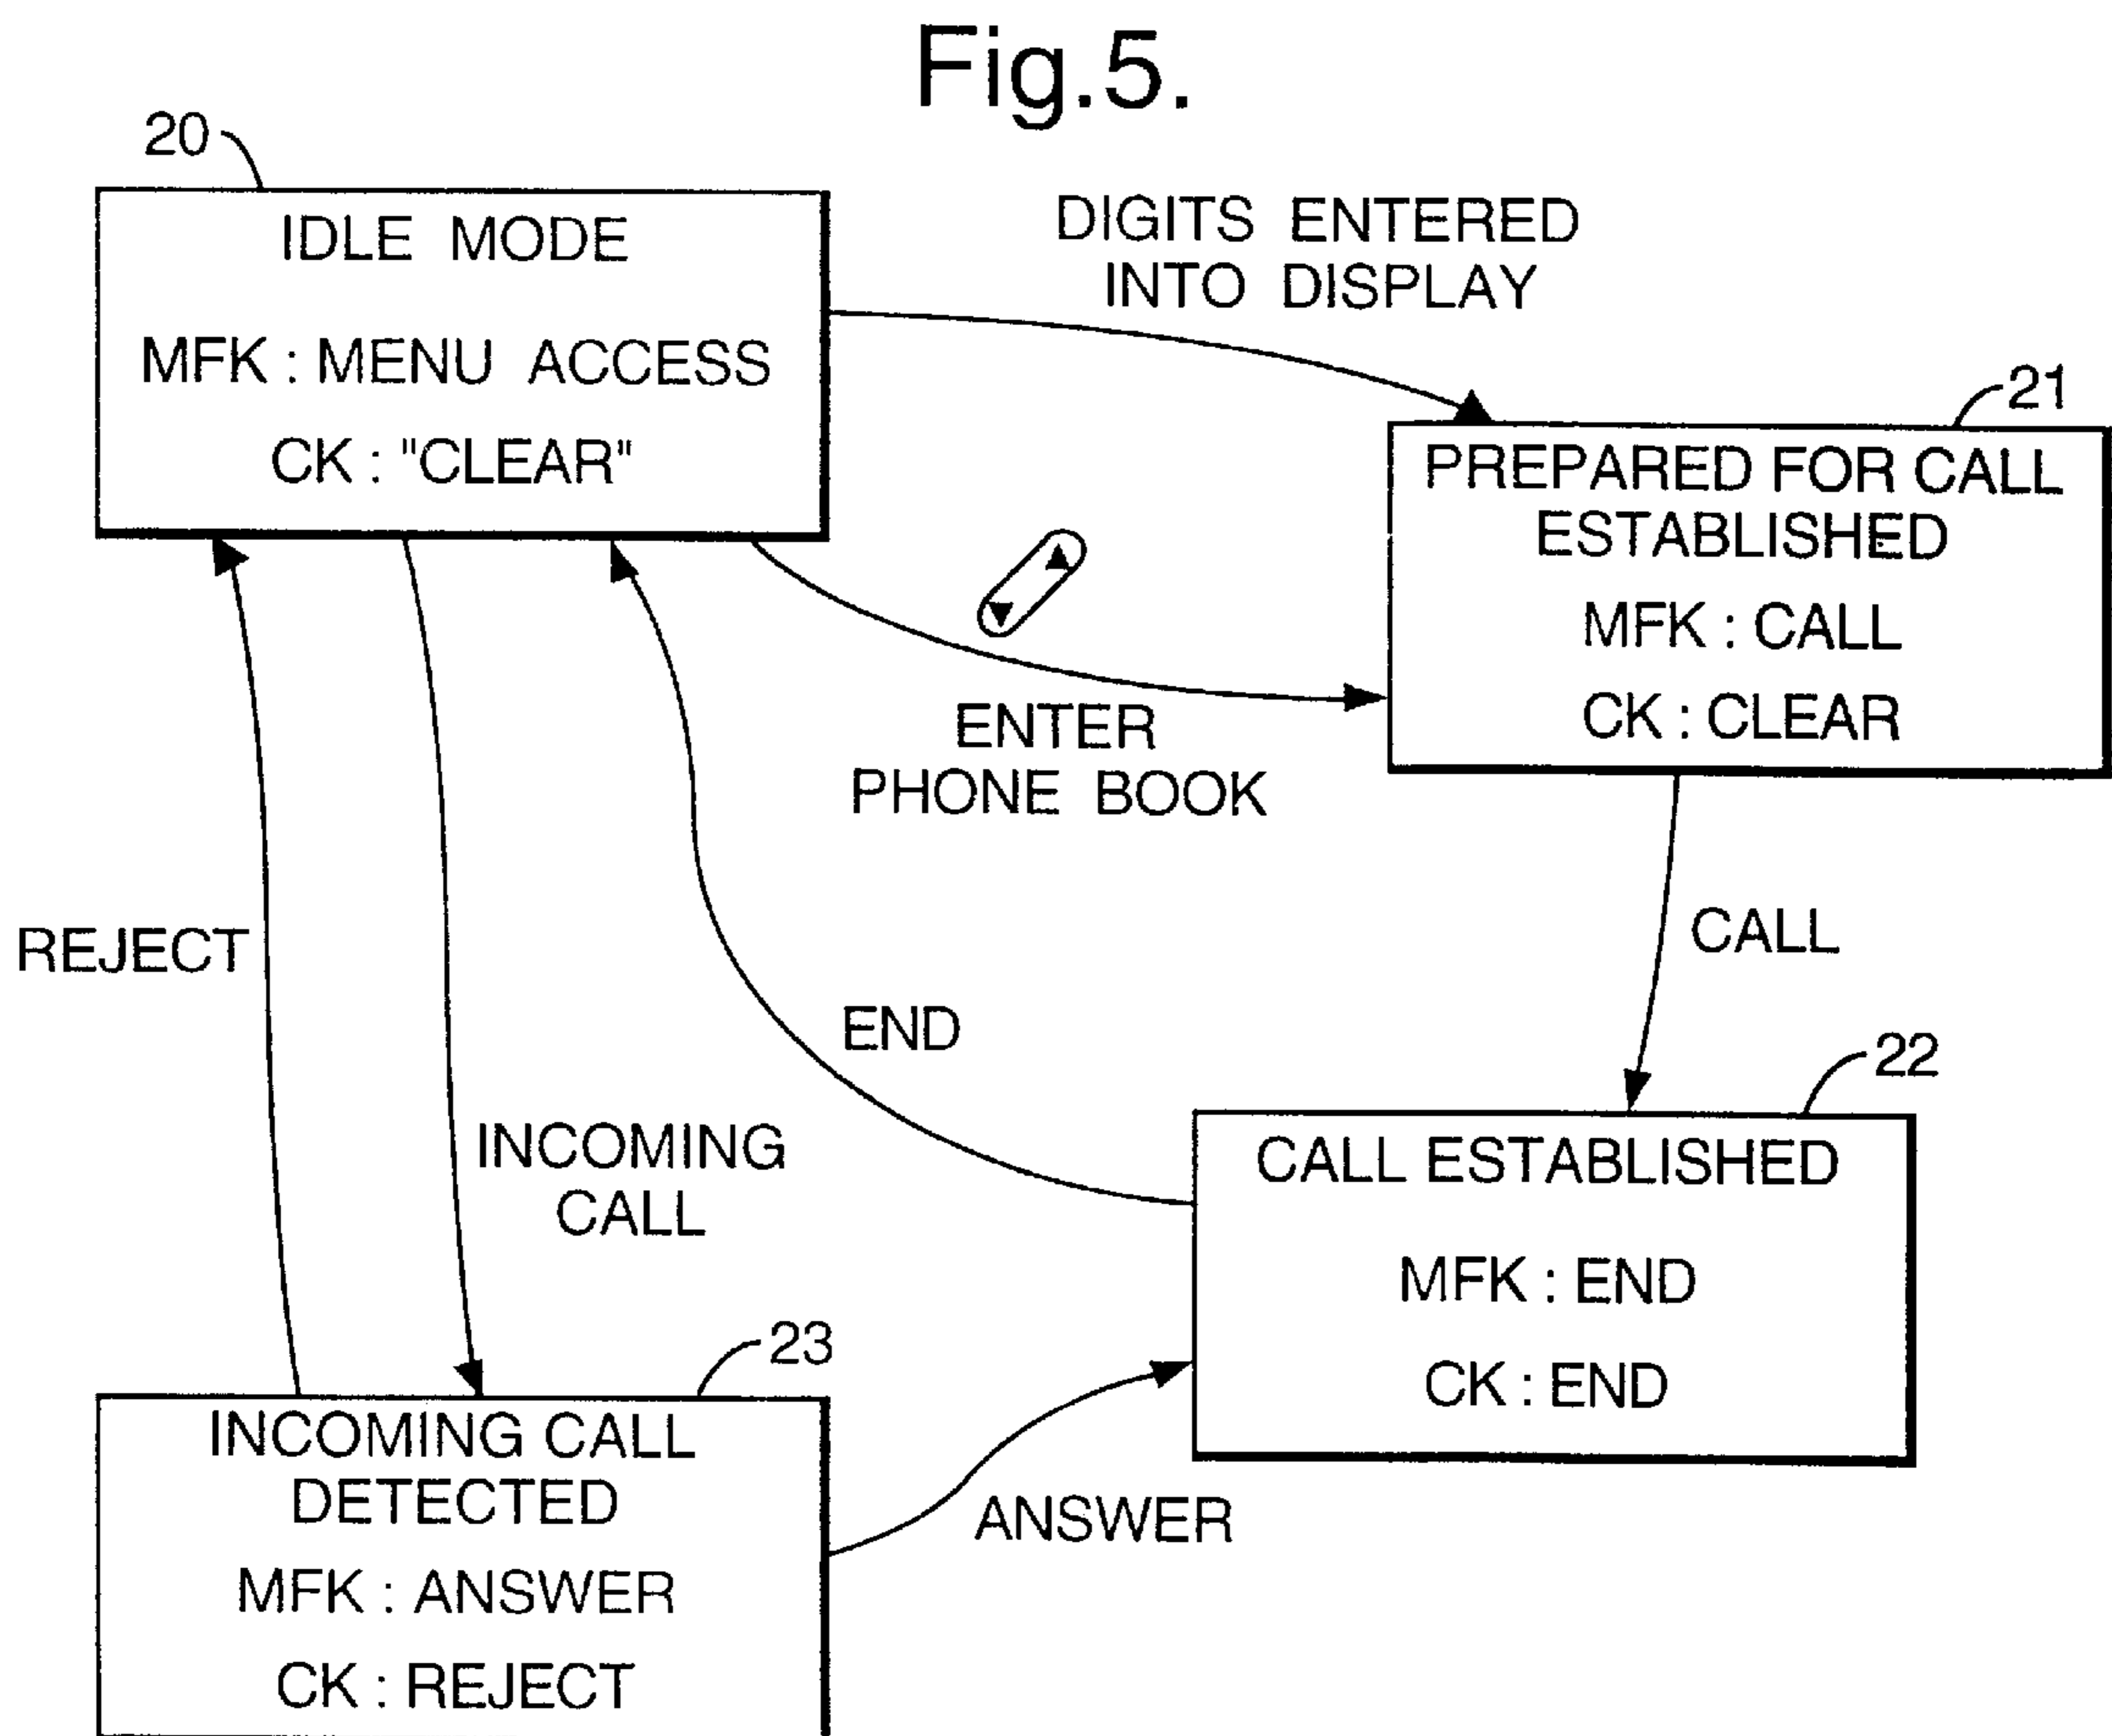 Fig.5.
20
IDLE MODE
MFK : MENU ACCESS
CK : "CLEAR"
DIGITS ENTERED
INTO DISPLAY
21
PREPARED FOR CALL
ESTABLISHED
MFK : CALL
CK : CLEAR
ENTER
PHONE BOOK
REJECT
CALL
END
INCOMING
CALL
22
CALL ESTABLISHED
MFK : END
CK : END
23
INCOMING CALL
DETECTED
MFK : ANSWER
CK : REJECT
ANSWER